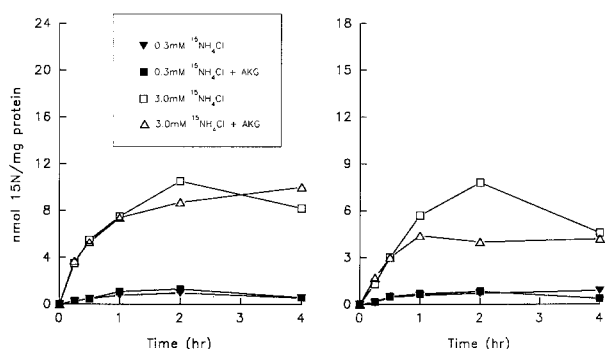 24
20
16
12
8
4
0
nmol 15N/mg protein
▼ 0.3mM ¹⁵NH₄Cl
■ 0.3mM ¹⁵NH₄Cl + AKG
□ 3.0mM ¹⁵NH₄Cl
△ 3.0mM ¹⁵NH₄Cl + AKG
0 1 2 3 4
Time (hr)
18
15
12
9
6
3
0
0 1 2 3 4
Time (hr)